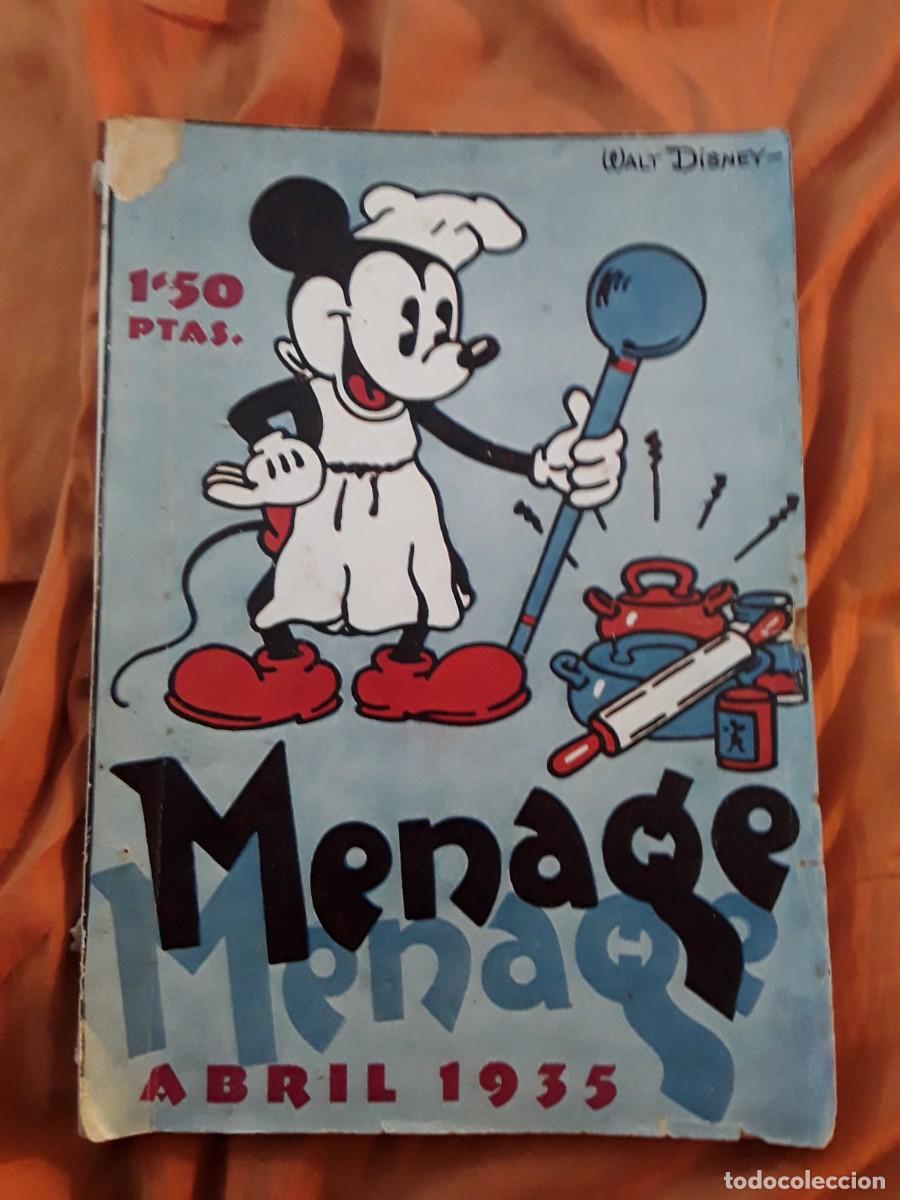 WALT DISNEY
1'50
PTAS.
Menage
Menage
ABRIL 1935
todocoleccion